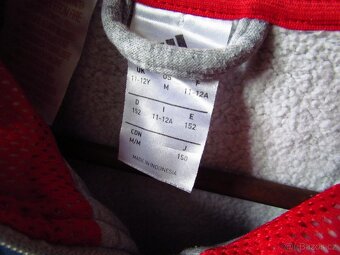 UK US F
11-12Y M 11-12A
D I E
152 11-12A 152
CDN J
M/M 150
MADE IN INDONESIA